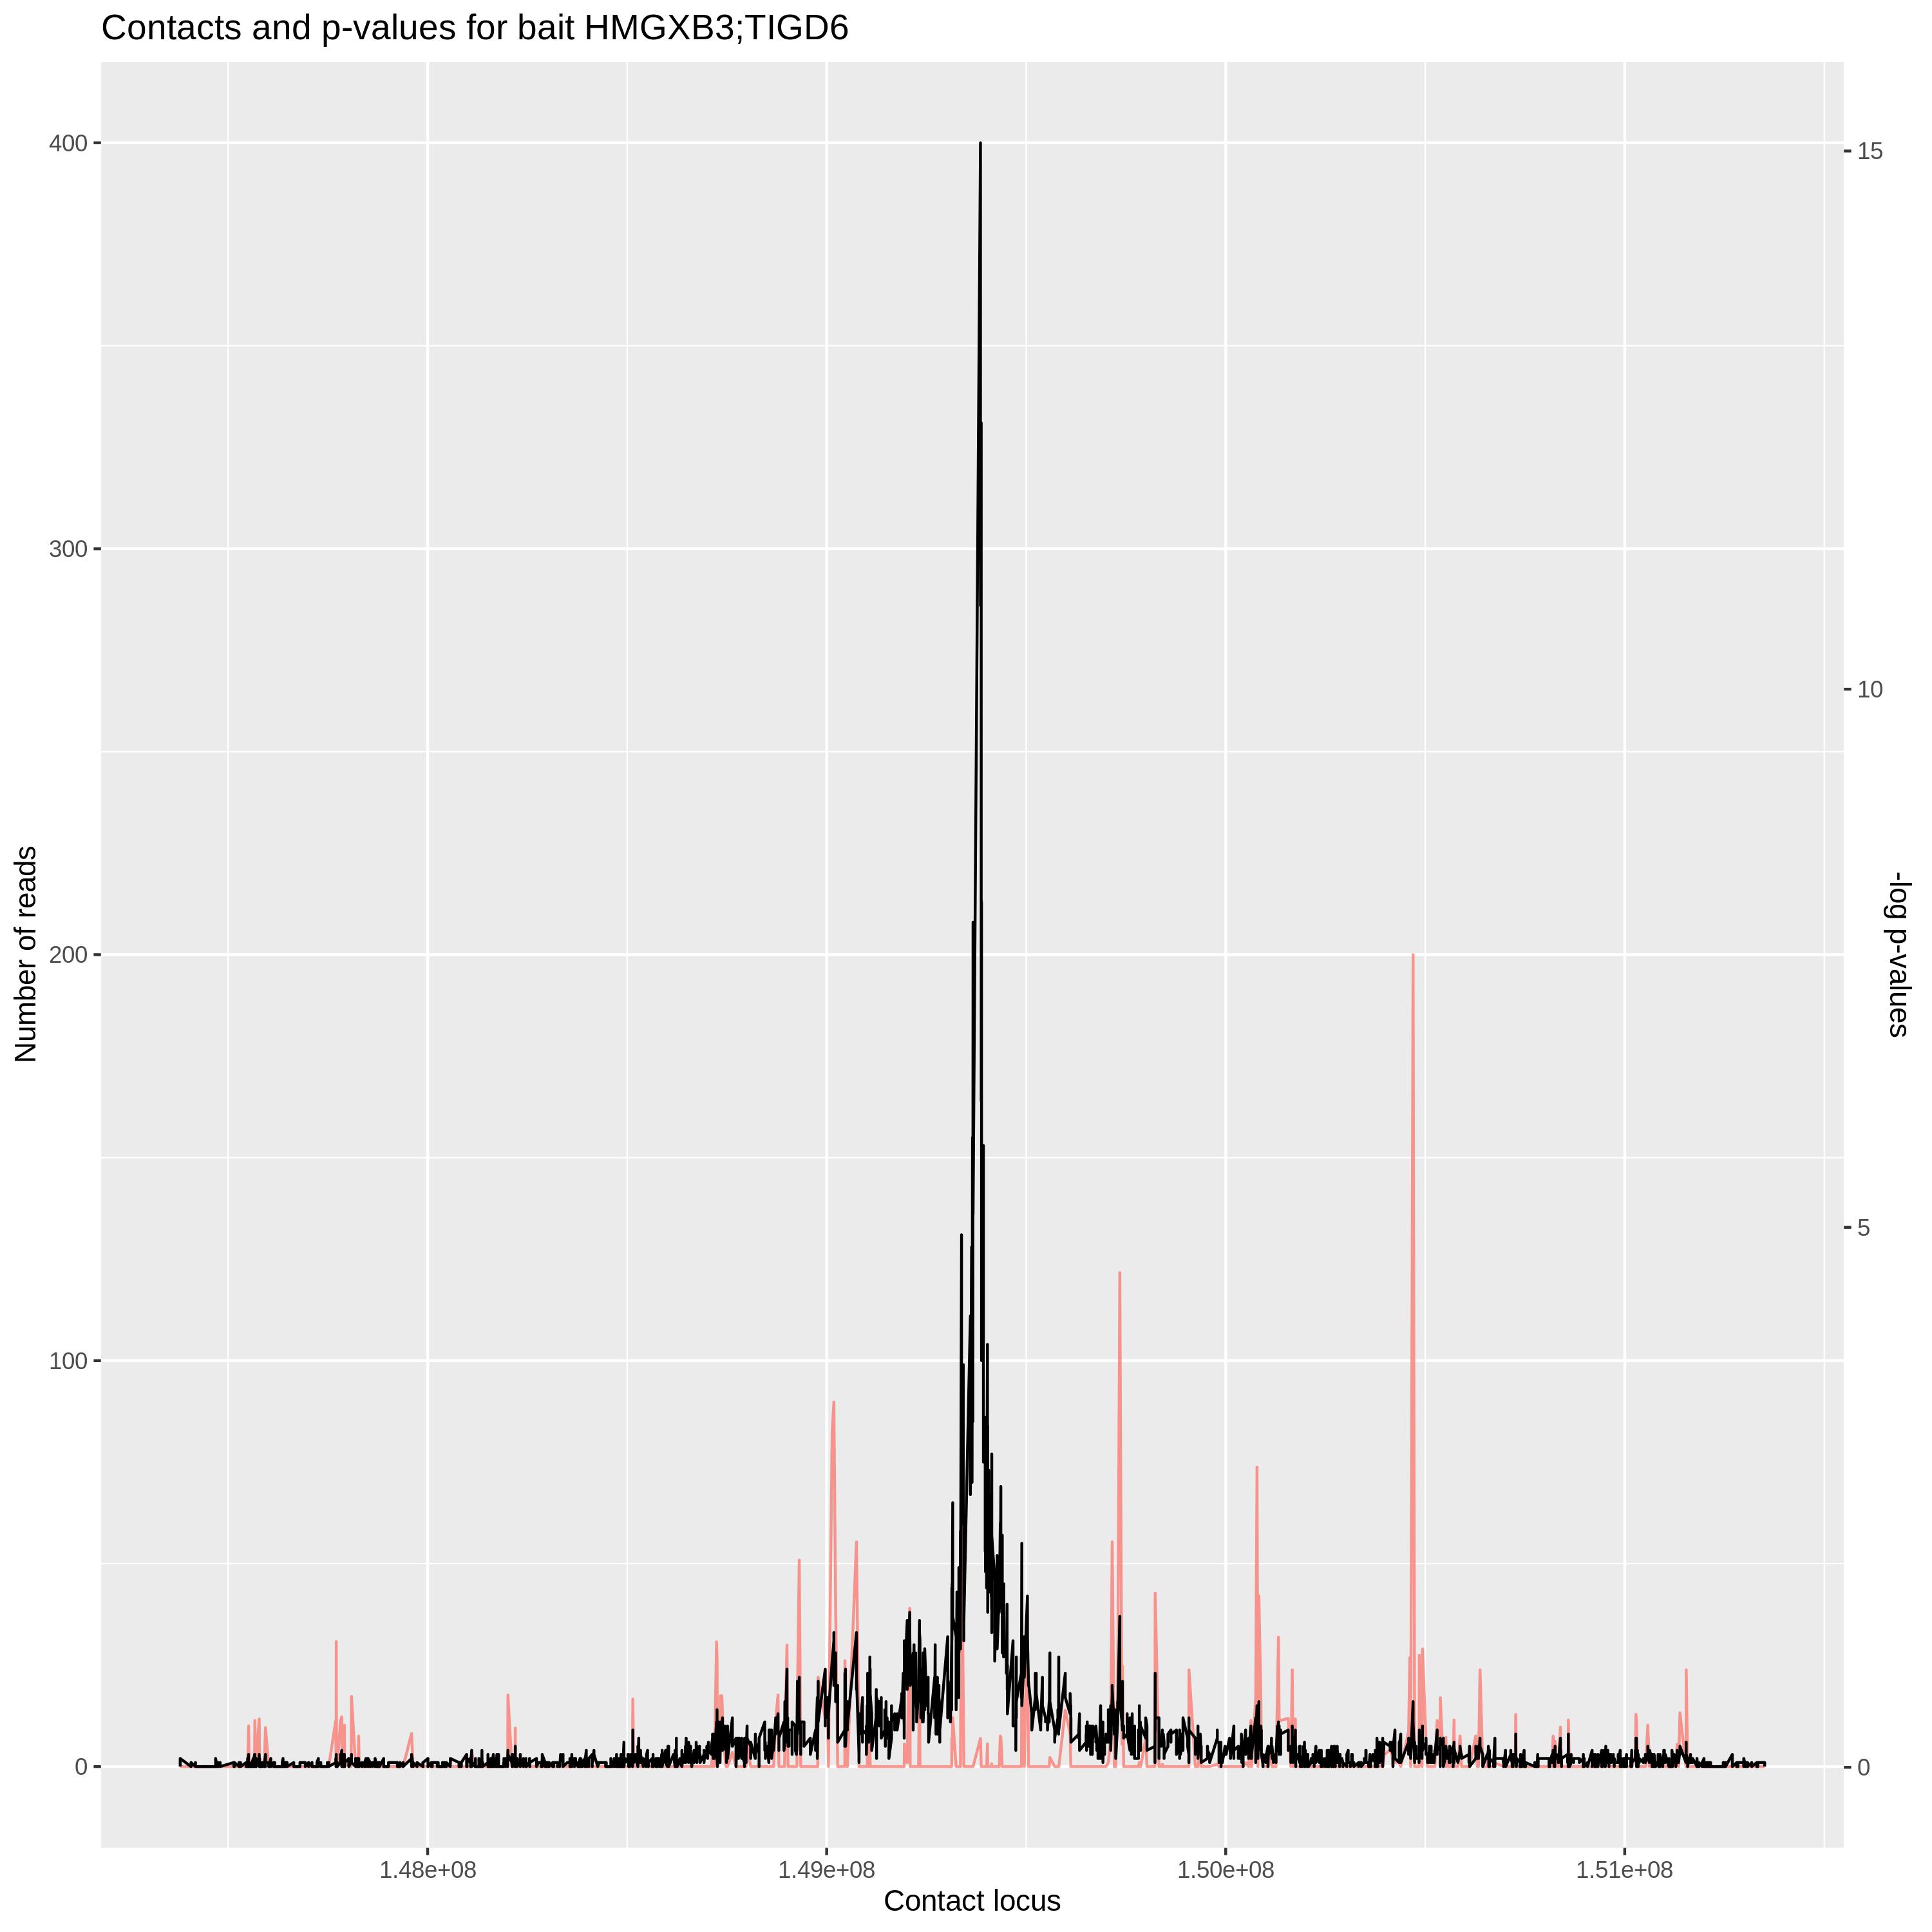 Contacts and p-values for bait HMGXB3;TIGD6
400
300
200
100
0
Number of reads
15
10
5
0
-log p-values
1.48e+08
1.49e+08
1.50e+08
1.51e+08
Contact locus